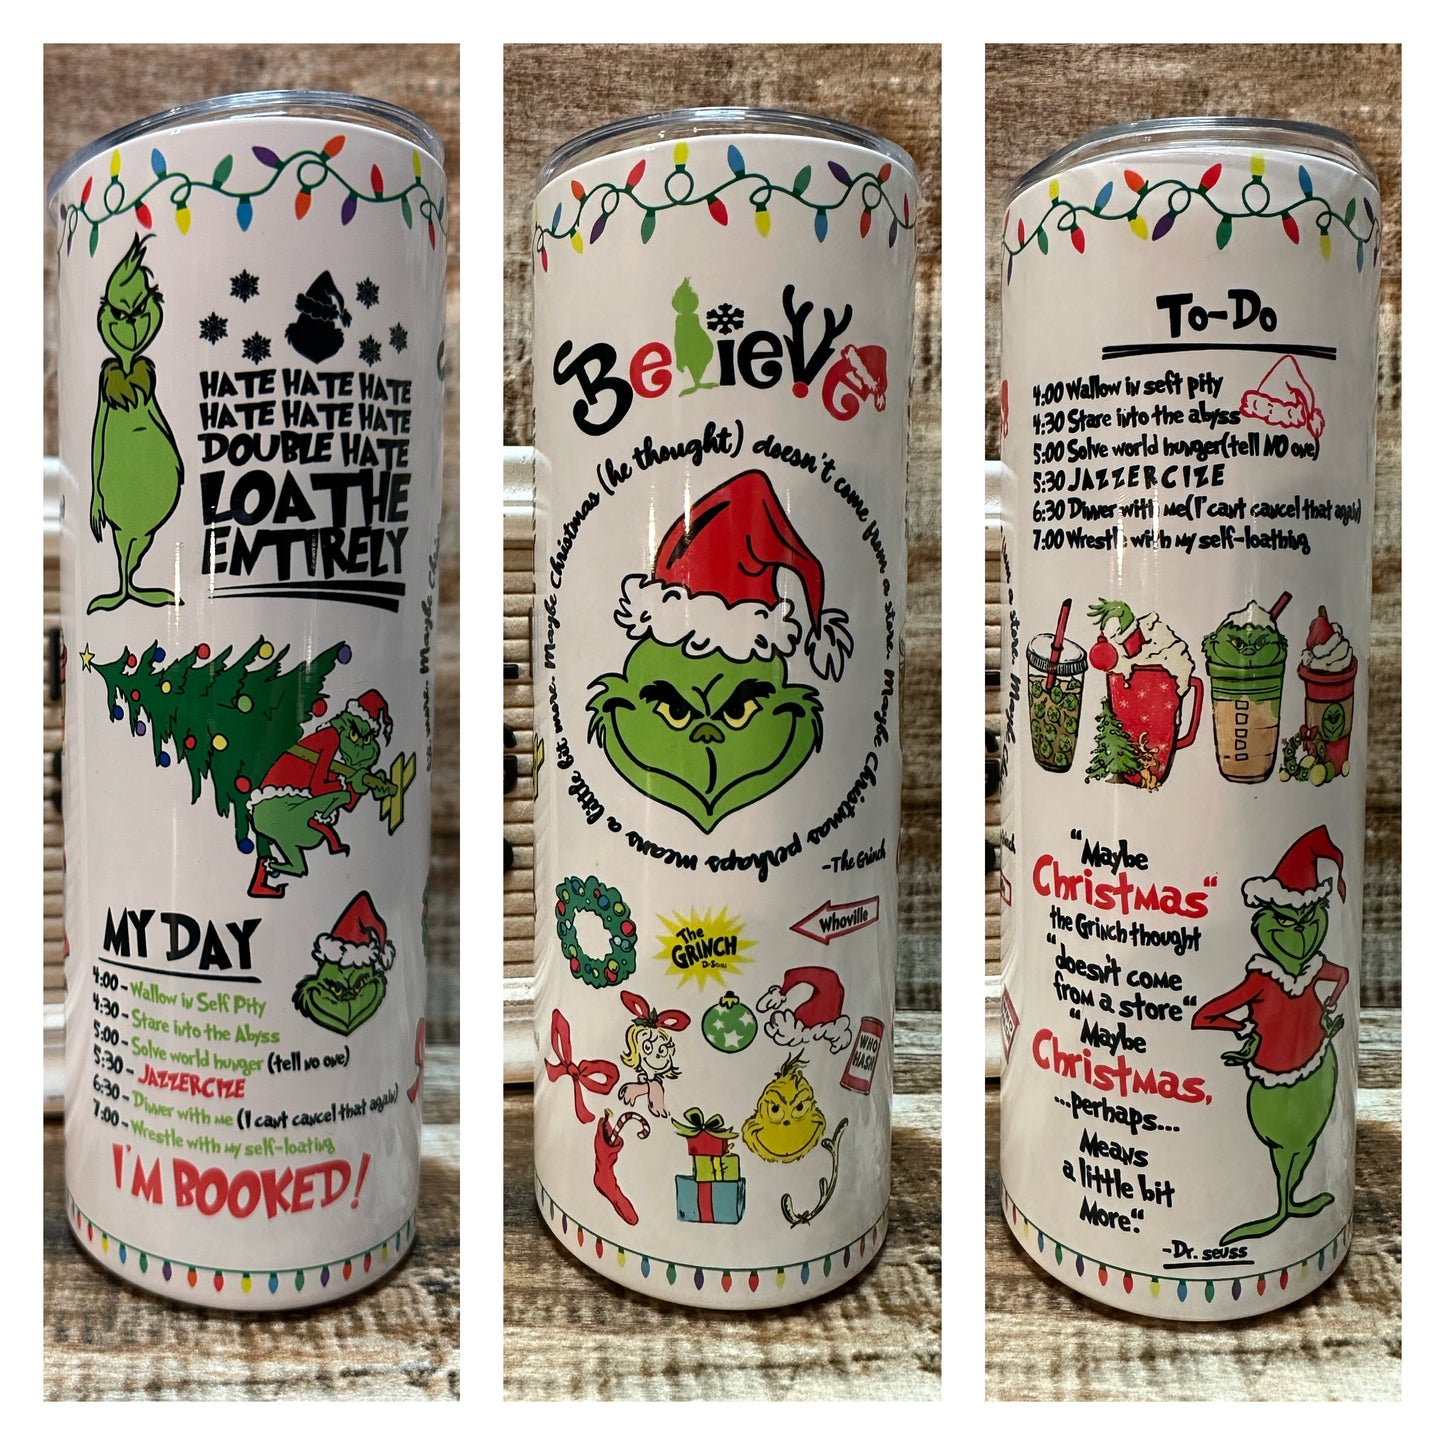 HATE HATE HATE
HATE HATE HATE
DOUBLE HATE
LOATHE
ENTIRELY
MY DAY
4:00 - Wallow in Self Pity
4:30 - Stare into the Abyss
5:00 - Solve world hunger (tell no one)
5:30 - JAZZERCIZE
6:30 - Dinner with me (I cant cancel that again)
7:00 - Wrestle with my self-loating
I'M BOOKED!
Believe
Maybe Christmas (he thought) doesn't come from a store. Maybe Christmas perhaps means a little bit more.
-The Grinch
The
GRINCH
Dr. Seuss
Whoville
WHO
HASH
To-Do
4:00 Wallow in seft pity
4:30 Stare into the abyss
5:00 Solve world hunger(tell NO one)
5:30 JAZZERCIZE
6:30 Dinner with me(I' cant cancel that again)
7:00 Wrestle with my self-loathing
"Maybe
Christmas"
the Grinch thought
"doesn't come
from a store"
"Maybe
Christmas,
...perhaps...
Means
a little bit
More."
-Dr. seuss